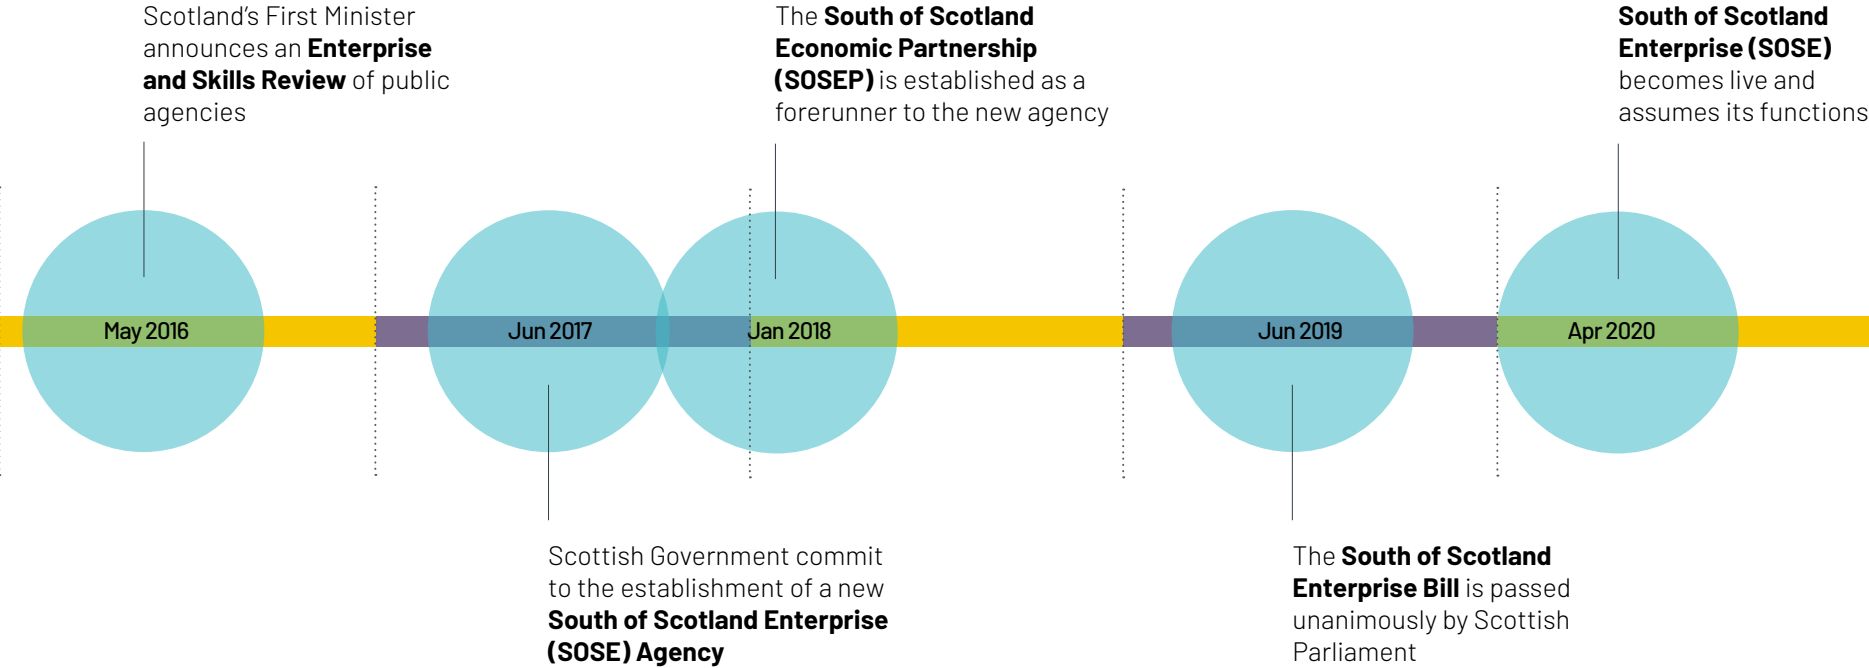 Scotland's First Minister
announces an Enterprise
and Skills Review of public
agencies
The South of Scotland
Economic Partnership
(SOSEP) is established as a
forerunner to the new agency
South of Scotland
Enterprise (SOSE)
becomes live and
assumes its functions
May 2016
Jun 2017
Jan 2018
Jun 2019
Apr 2020
Scottish Government commit
to the establishment of a new
South of Scotland Enterprise
(SOSE) Agency
The South of Scotland
Enterprise Bill is passed
unanimously by Scottish
Parliament